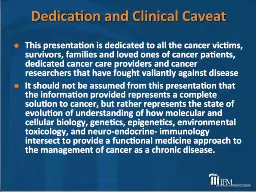 Dedication and Clinical Caveat
This presentation is dedicated to all the cancer victims,
survivors, families and loved ones of cancer patients,
dedicated cancer care providers and cancer
researchers that have fought valiantly against disease
It should not be assumed from this presentation that
the information provided represents a complete
solution to cancer, but rather represents the state of
evolution of understanding of how molecular and
cellular biology, genetics, epigenetics, environmental
toxicology, and neuro-endocrine- immunology
intersect to provide a functional medicine approach to
the management of cancer as a chronic disease.
IFM